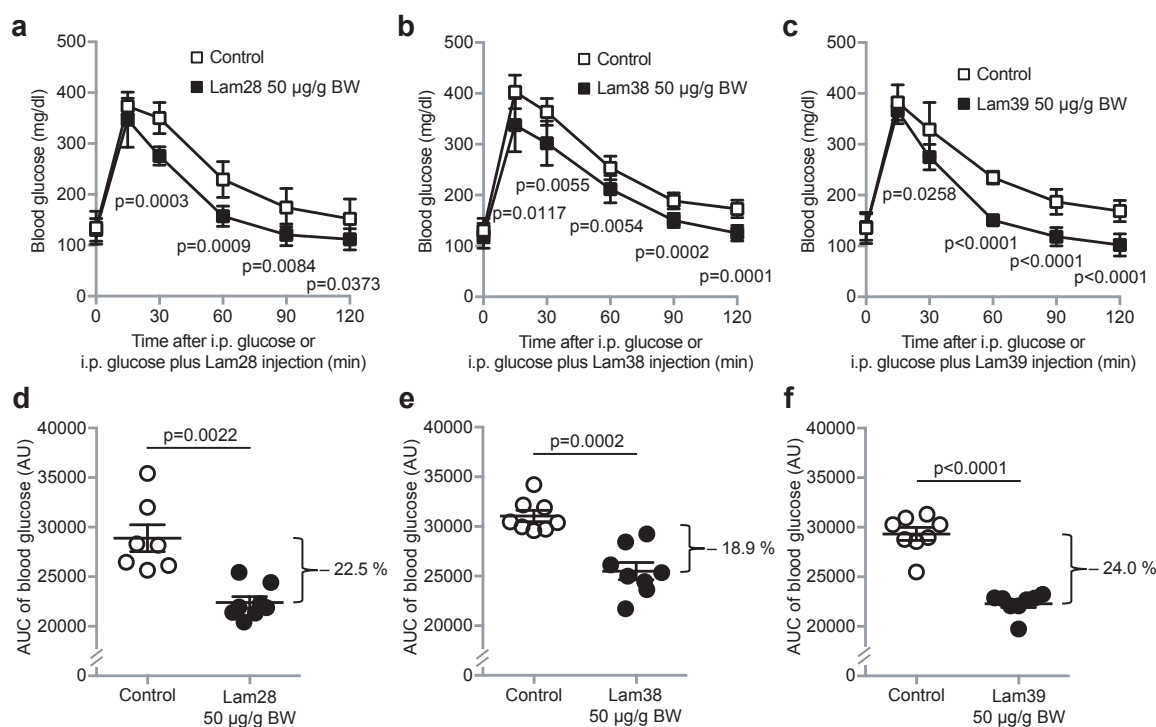 a
Blood glucose (mg/dl)
500
400
300
200
100
0
Control
Lam28 50 µg/g BW
p=0.0003
p=0.0009
p=0.0084
p=0.0373
0 30 60 90 120
Time after i.p. glucose or
i.p. glucose plus Lam28 injection (min)
b
Blood glucose (mg/dl)
500
400
300
200
100
0
Control
Lam38 50 µg/g BW
p=0.0055
p=0.0117
p=0.0054
p=0.0002
p=0.0001
0 30 60 90 120
Time after i.p. glucose or
i.p. glucose plus Lam38 injection (min)
c
Blood glucose (mg/dl)
500
400
300
200
100
0
Control
Lam39 50 µg/g BW
p=0.0258
p<0.0001
p<0.0001
p<0.0001
0 30 60 90 120
Time after i.p. glucose or
i.p. glucose plus Lam39 injection (min)
d
AUC of blood glucose (AU)
40000
35000
30000
25000
20000
0
p=0.0022
– 22.5 %
Control Lam28
50 µg/g BW
e
AUC of blood glucose (AU)
40000
35000
30000
25000
20000
0
p=0.0002
– 18.9 %
Control Lam38
50 µg/g BW
f
AUC of blood glucose (AU)
40000
35000
30000
25000
20000
0
p<0.0001
– 24.0 %
Control Lam39
50 µg/g BW